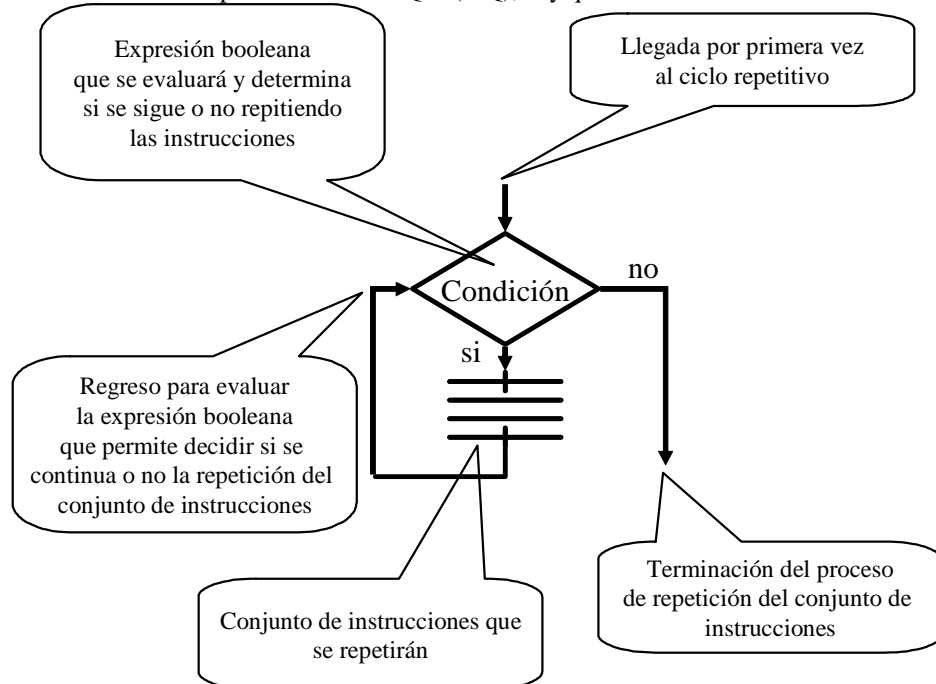 Expresión booleana
que se evaluará y determina
si se sigue o no repitiendo
las instrucciones
Llegada por primera vez
al ciclo repetitivo
Condición
no
si
Regreso para evaluar
la expresión booleana
que permite decidir si se
continua o no la repetición del
conjunto de instrucciones
Conjunto de instrucciones que
se repetirán
Terminación del proceso
de repetición del conjunto de
instrucciones